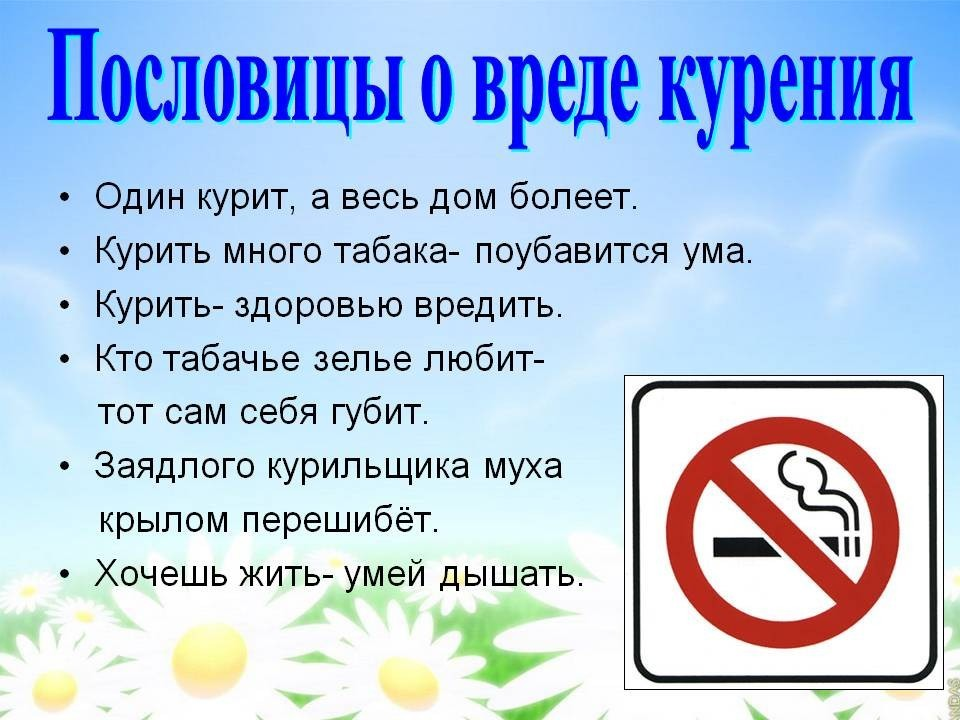 Пословицы о вреде курения
• Один курит, а весь дом болеет.
• Курить много табака- поубавится ума.
• Курить- здоровью вредить.
• Кто табачье зелье любит-
тот сам себя губит.
• Заядлого курильщика муха
крылом перешибёт.
• Хочешь жить- умей дышать.